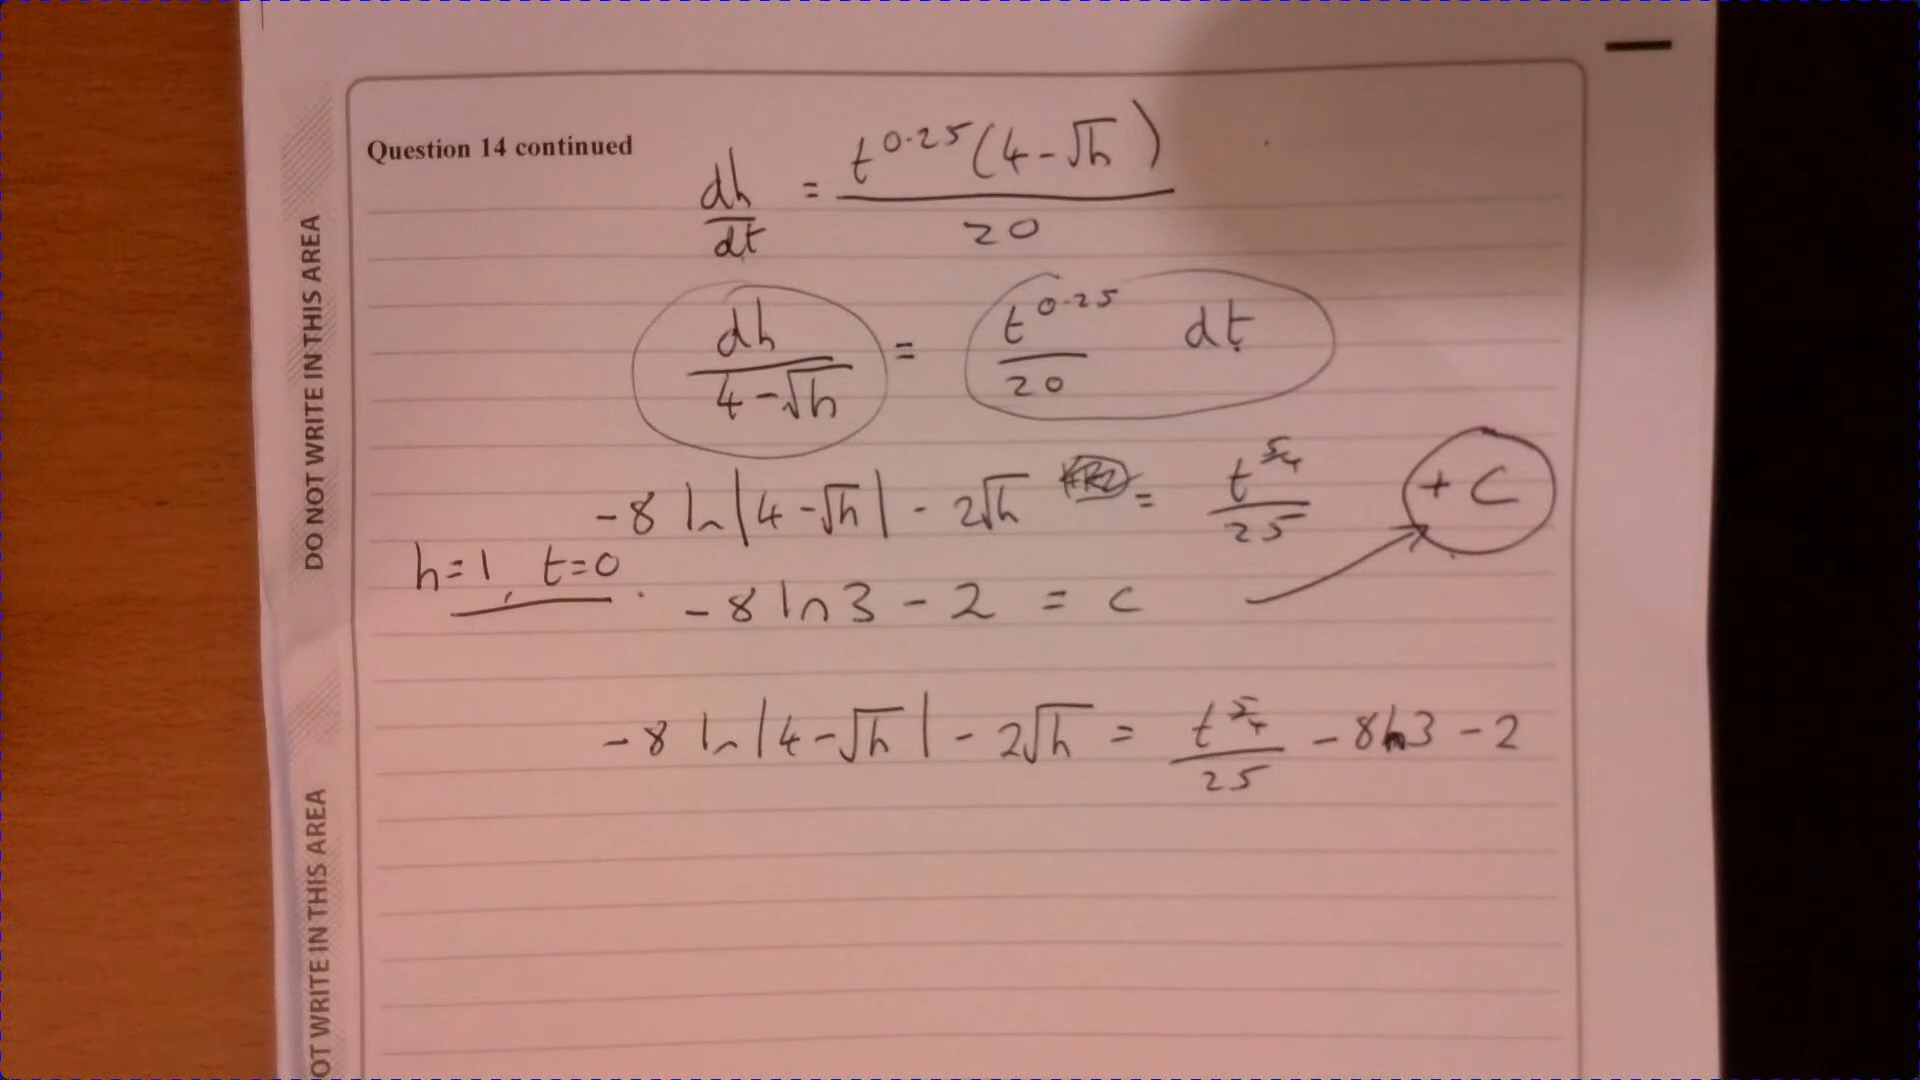 Question 14 continued
dh/dt = t^0.25(4-√h)/20
dh/(4-√h) = t^0.25/20 dt
-8 ln|4-√h| - 2√h = t^5/4/25 + C
h=1, t=0
-8 ln3 - 2 = c
-8 ln|4-√h| - 2√h = t^5/4/25 - 8ln3 - 2
DO NOT WRITE IN THIS AREA
OT WRITE IN THIS AREA